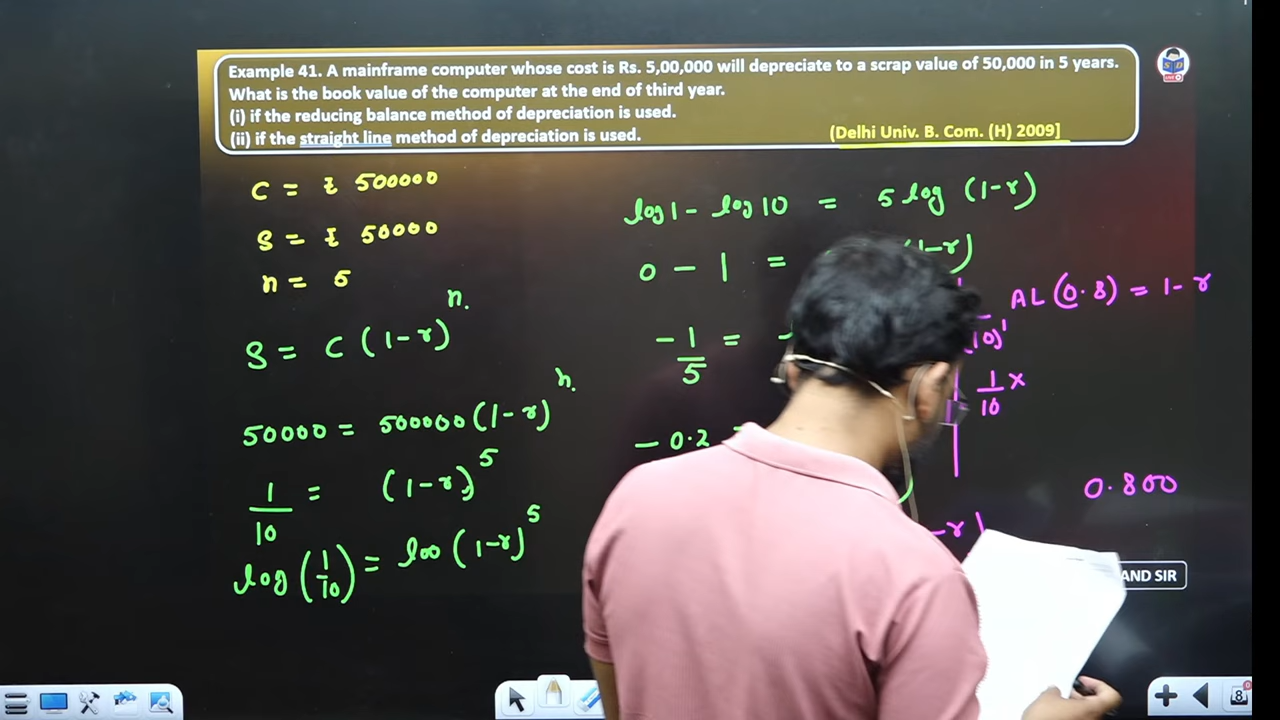 Example 41. A mainframe computer whose cost is Rs. 5,00,000 will depreciate to a scrap value of 50,000 in 5 years.
What is the book value of the computer at the end of third year.
(i) if the reducing balance method of depreciation is used.
(ii) if the straight line method of depreciation is used. (Delhi Univ. B. Com. (H) 2009]
C = ₹ 500000
S = ₹ 50000
n = 5
S = C (1-r)^n.
50000 = 500000 (1-r)^n.
1/10 = (1-r)^5
log (1/10) = log (1-r)^5
log 1 - log 10 = 5 log (1-r)
0 - 1 =
(1-r)
-1/5 =
-0.2
AL (0.8) = 1-r
10)^1
1/10 x
0.800
-r)
AND SIR
8